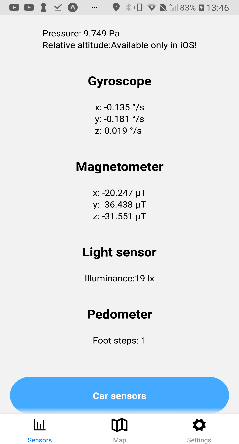 83% 13:46
Pressure: 9.749 Pa
Relative altitude:Available only in iOS!
Gyroscope
x: -0.135 °/s
y: -0.181 °/s
z: 0.019 °/s
Magnetometer
x: -20.247 µT
y: -36.438 µT
z: -31.551 µT
Light sensor
Illuminance:19 lx
Pedometer
Foot steps: 1
Car sensors
Sensors Map Settings